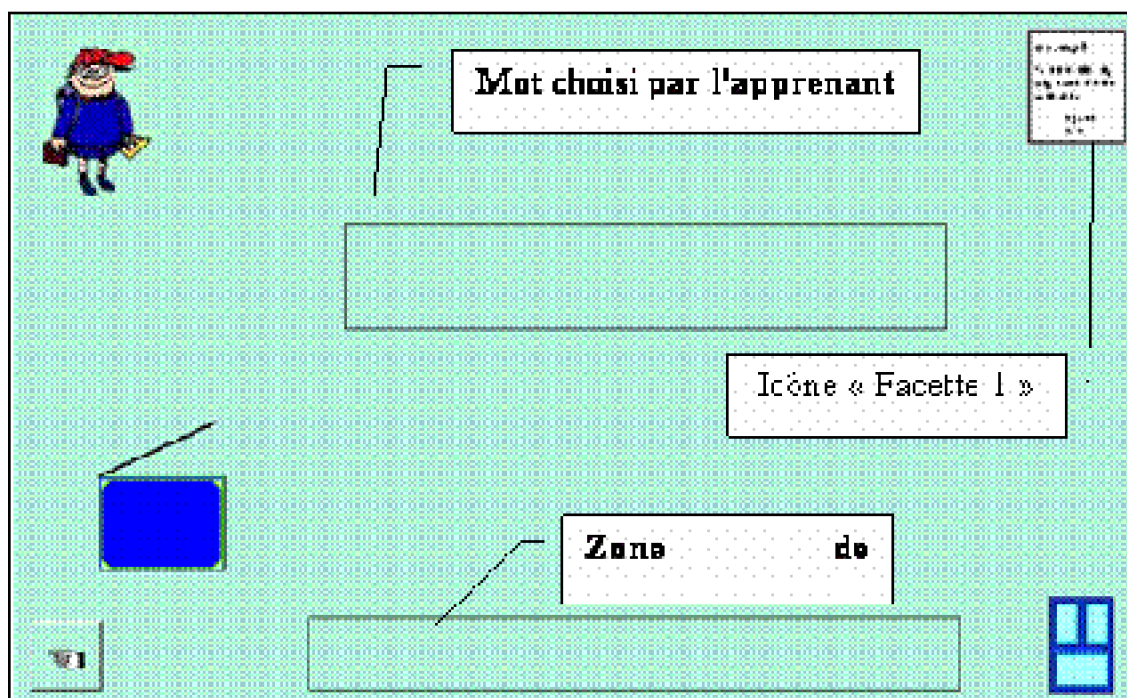 Mot choisi par l'apprenant
Icône « Facette 1 »
Zone de